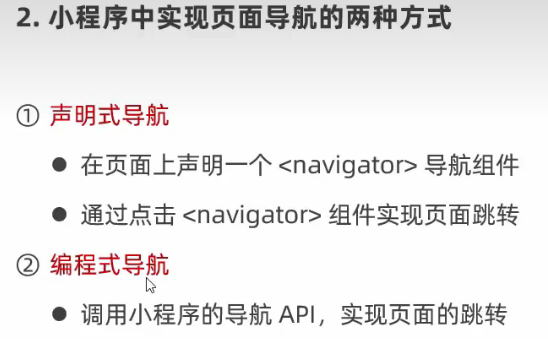 2. 小程序中实现页面导航的两种方式
① 声明式导航
● 在页面上声明一个 <navigator> 导航组件
● 通过点击 <navigator> 组件实现页面跳转
② 编程式导航
● 调用小程序的导航 API，实现页面的跳转